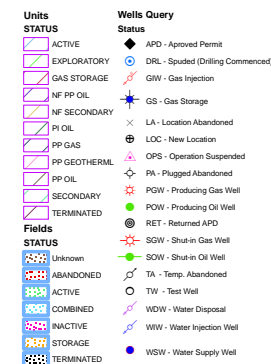 Units
STATUS
ACTIVE
EXPLORATORY
GAS STORAGE
NF PP OIL
NF SECONDARY
PI OIL
PP GAS
PP GEOTHERML
PP OIL
SECONDARY
TERMINATED
Fields
STATUS
Unknown
ABANDONED
ACTIVE
COMBINED
INACTIVE
STORAGE
TERMINATED
Wells Query
Status
APD - Aproved Permit
DRL - Spuded (Drilling Commenced)
GIW - Gas Injection
GS - Gas Storage
LA - Location Abandoned
LOC - New Location
OPS - Operation Suspended
PA - Plugged Abandoned
PGW - Producing Gas Well
POW - Producing Oil Well
RET - Returned APD
SGW - Shut-in Gas Well
SOW - Shut-in Oil Well
TA - Temp. Abandoned
TW - Test Well
WDW - Water Disposal
WIW - Water Injection Well
WSW - Water Supply Well